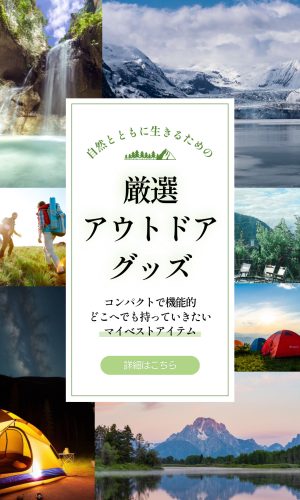 自然とともに生きるための
厳選
アウトドア
グッズ
コンパクトで機能的
どこへでも持っていきたい
マイベストアイテム
詳細はこちら